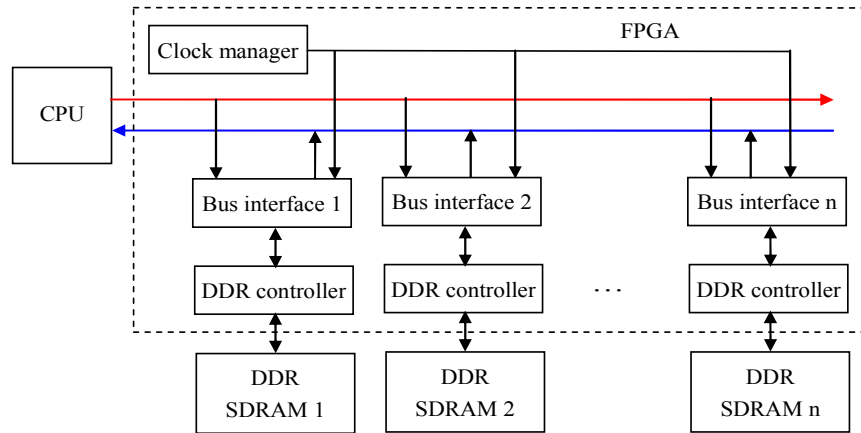 FPGA
Clock manager
CPU
Bus interface 1
Bus interface 2
Bus interface n
DDR controller
DDR controller
...
DDR controller
DDR
SDRAM 1
DDR
SDRAM 2
DDR
SDRAM n